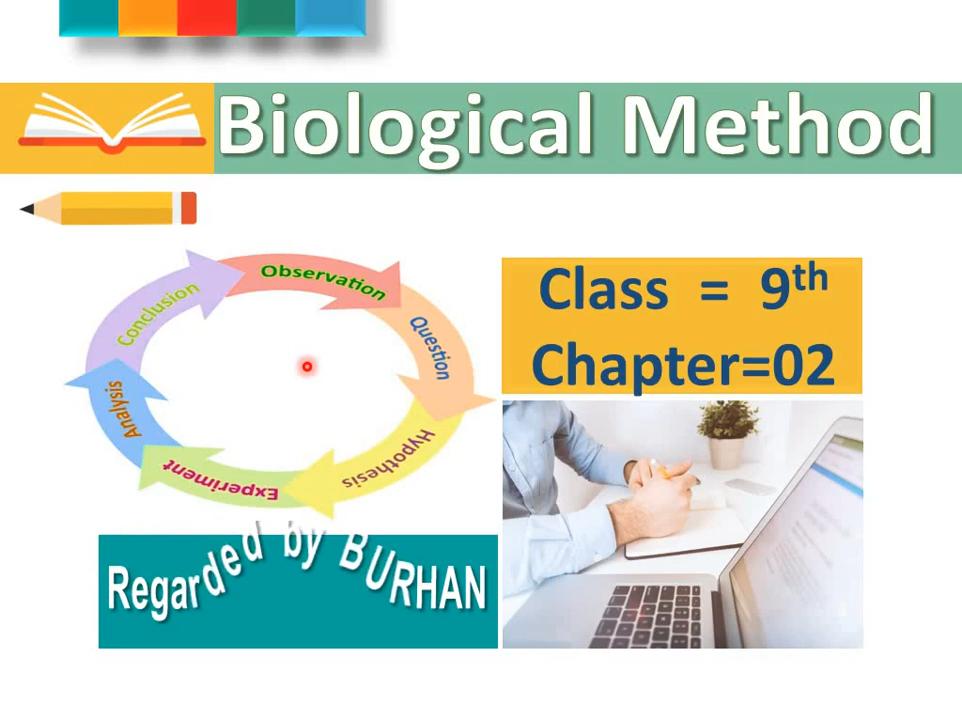 Biological Method
Observation
Question
Hypothesis
Experiment
Analysis
Conclusion
Class = 9th
Chapter=02
Regarded by BURHAN